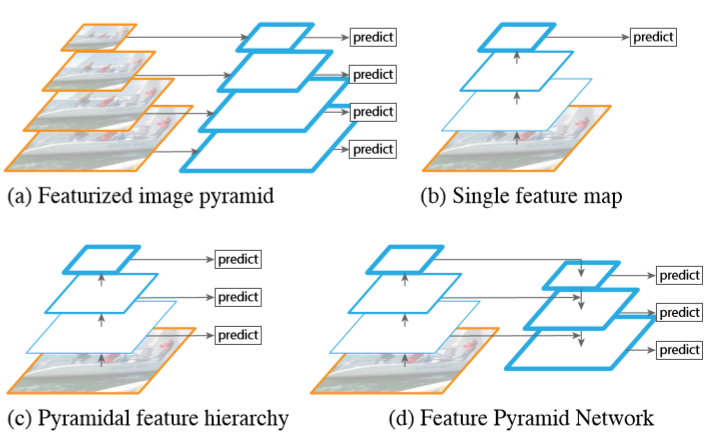 predict
predict
predict
predict
(a) Featurized image pyramid
predict
(b) Single feature map
predict
predict
predict
(c) Pyramidal feature hierarchy
predict
predict
predict
(d) Feature Pyramid Network